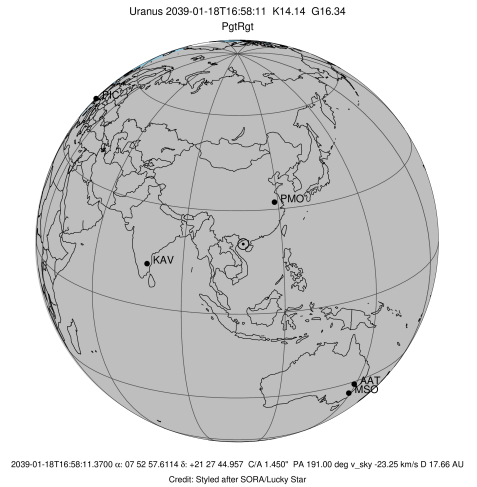 Uranus 2039-01-18T16:58:11  K14.14  G16.34
PgtRgt
PIC
PMO
KAV
AAT
MSO
2039-01-18T16:58:11.3700 α: 07 52 57.6114 δ: +21 27 44.957  C/A 1.450"  PA 191.00 deg v_sky -23.25 km/s D 17.66 AU
Credit: Styled after SORA/Lucky Star